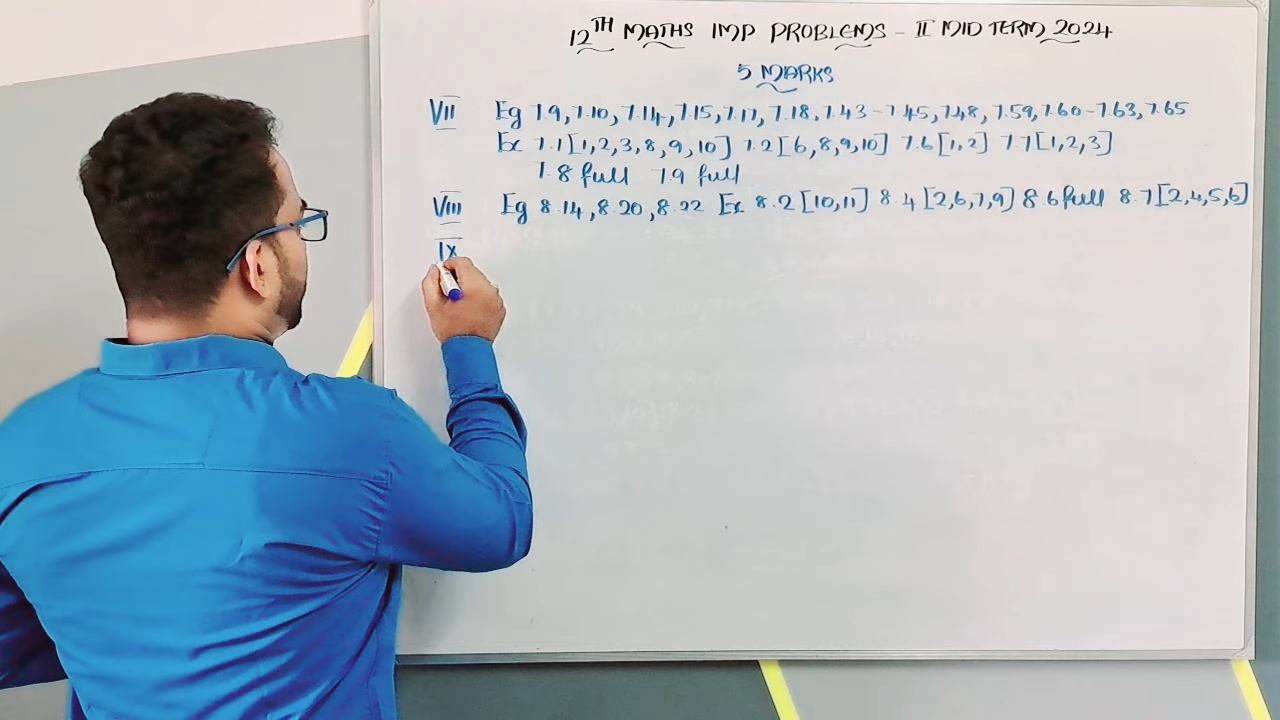 12TH MATHS IMP PROBLEMS - II MID TERM 2024
5 MARKS
VII Eg 7.9, 7.10, 7.14, 7.15, 7.17, 7.18, 7.43 - 7.45, 7.48, 7.59, 7.60 - 7.63, 7.65
Ex 7.1 [1,2,3,8,9,10] 7.2 [6,8,9,10] 7.6 [1,2] 7.7 [1,2,3]
7.8 full 7.9 full
VIII Eg 8.14, 8.20, 8.22 Ex 8.2 [10,11] 8.4 [2,6,7,9] 8.6 full 8.7 [2,4,5,6]
IX